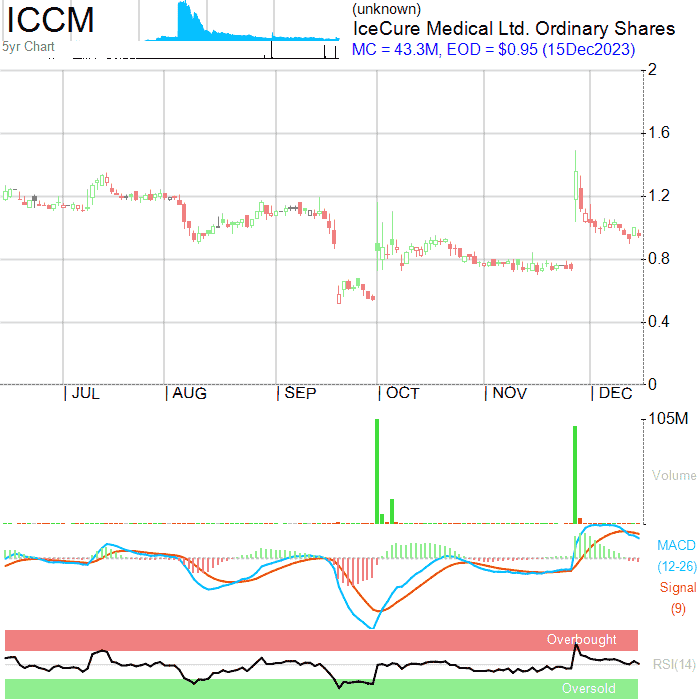 ICCM
5yr Chart
(unknown)
IceCure Medical Ltd. Ordinary Shares
MC = 43.3M, EOD = $0.95 (15Dec2023)
2
1.6
1.2
0.8
0.4
0
JUL
AUG
SEP
OCT
NOV
DEC
105M
Volume
MACD
(12-26)
Signal
(9)
Overbought
RSI(14)
Oversold